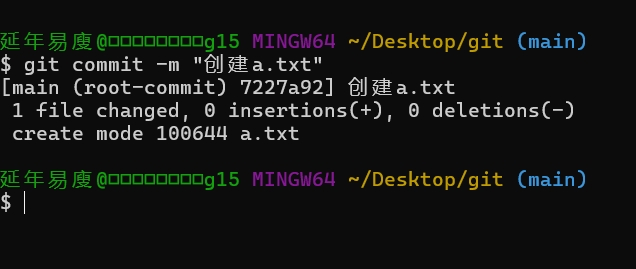 延年易廋@□□□□□□□□g15 MINGW64 ~/Desktop/git (main)
$ git commit -m "创建a.txt"
[main (root-commit) 7227a92] 创建a.txt
 1 file changed, 0 insertions(+), 0 deletions(-)
 create mode 100644 a.txt
延年易廋@□□□□□□□□g15 MINGW64 ~/Desktop/git (main)
$